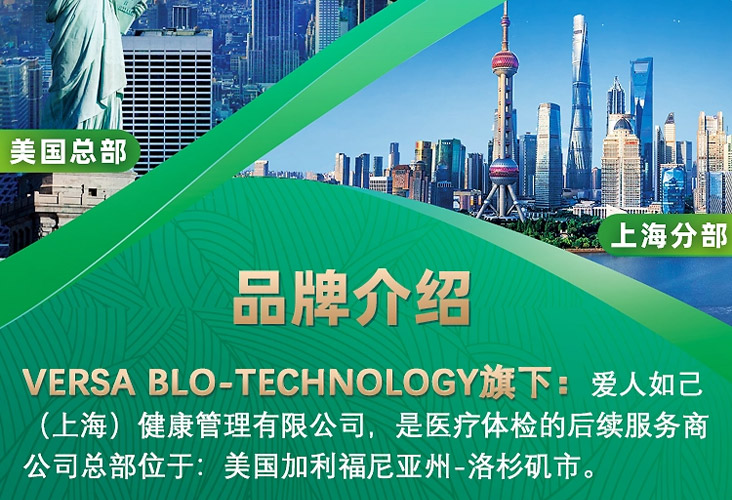 美国总部
上海分部
品牌介绍
VERSA BLO-TECHNOLOGY旗下：爱人如己
（上海）健康管理有限公司，是医疗体检的后续服务商
公司总部位于：美国加利福尼亚州-洛杉矶市。